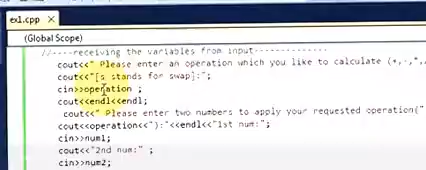 ex1.cpp X
(Global Scope)
//----receiving the variables from input--------------
cout<<" Please enter an operation which you like to calculate (+,-,*,
cout<<"[s stands for swap]:";
cin>>operation ;
cout<<endl<<endl;
cout<<" Please enter two numbers to apply your requested operation("
cout<<operation<<"):"<<endl<<"1st num:";
cin>>num1;
cout<<"2nd num:" ;
cin>>num2;